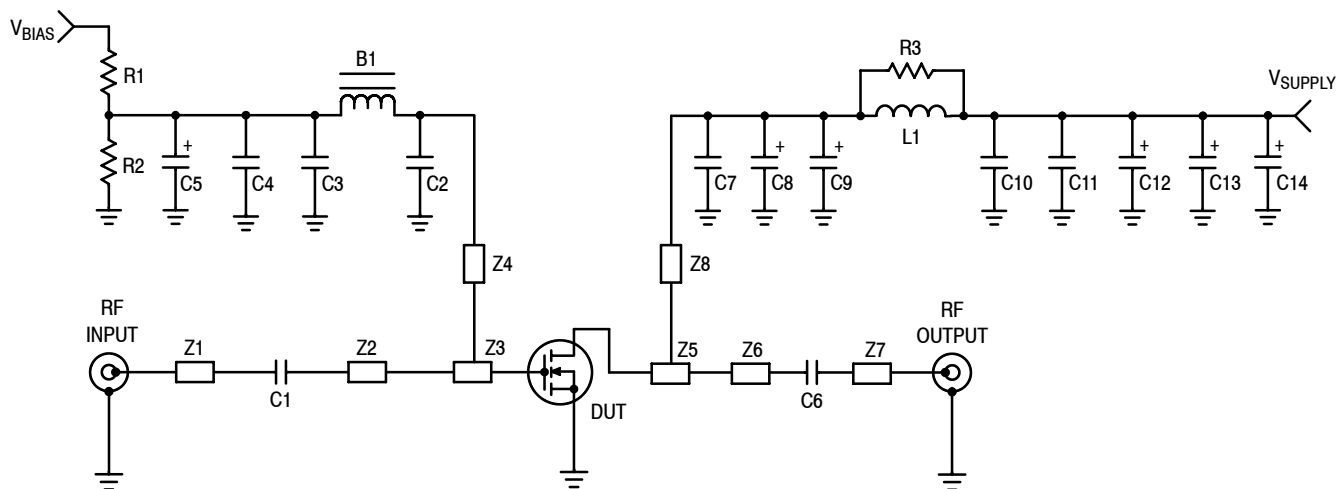 VBIAS
R1
B1
R3
VSUPPLY
L1
R2
+
C5
C4
C3
C2
C7
+
C8
+
C9
C10
C11
+
C12
+
C13
+
C14
Z4
Z8
RF
INPUT
RF
OUTPUT
Z1
Z2
Z3
Z5
Z6
Z7
C1
C6
DUT